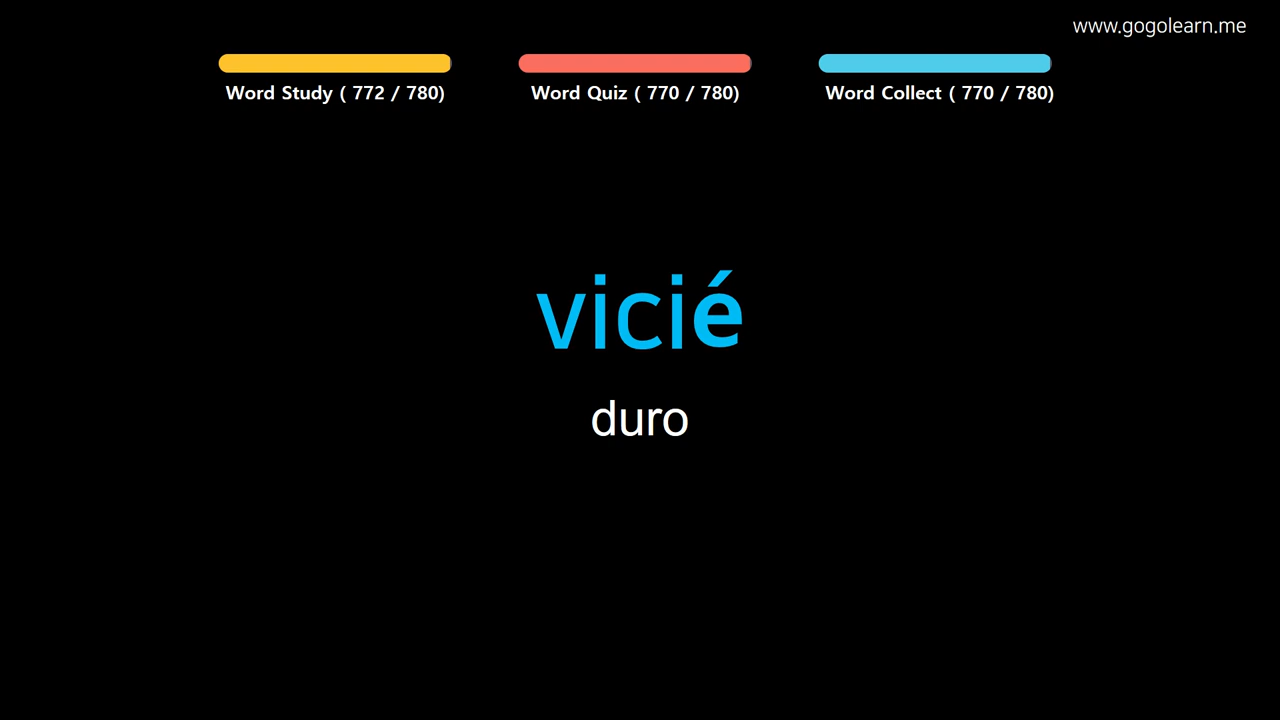 www.gogolearn.me
Word Study ( 772 / 780)
Word Quiz ( 770 / 780)
Word Collect ( 770 / 780)
vicié
duro